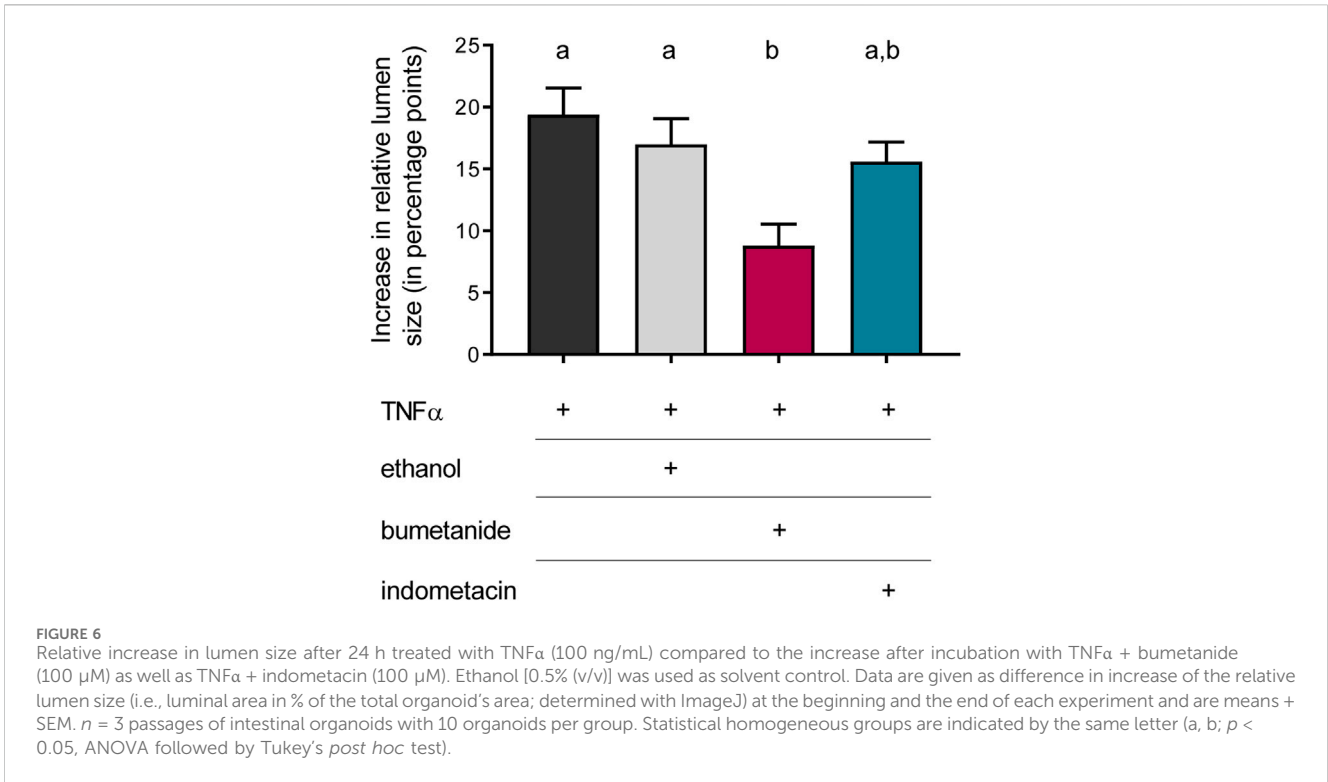 Increase in relative lumen
size (in percentage points)
25
20
15
10
5
0
a a b a,b
TNFα + + + +
ethanol +
bumetanide +
indometacin +
FIGURE 6
Relative increase in lumen size after 24 h treated with TNFα (100 ng/mL) compared to the increase after incubation with TNFα + bumetanide
(100 µM) as well as TNFα + indometacin (100 µM). Ethanol [0.5% (v/v)] was used as solvent control. Data are given as difference in increase of the relative
lumen size (i.e., luminal area in % of the total organoid's area; determined with ImageJ) at the beginning and the end of each experiment and are means +
SEM. n = 3 passages of intestinal organoids with 10 organoids per group. Statistical homogeneous groups are indicated by the same letter (a, b; p <
0.05, ANOVA followed by Tukey's post hoc test).